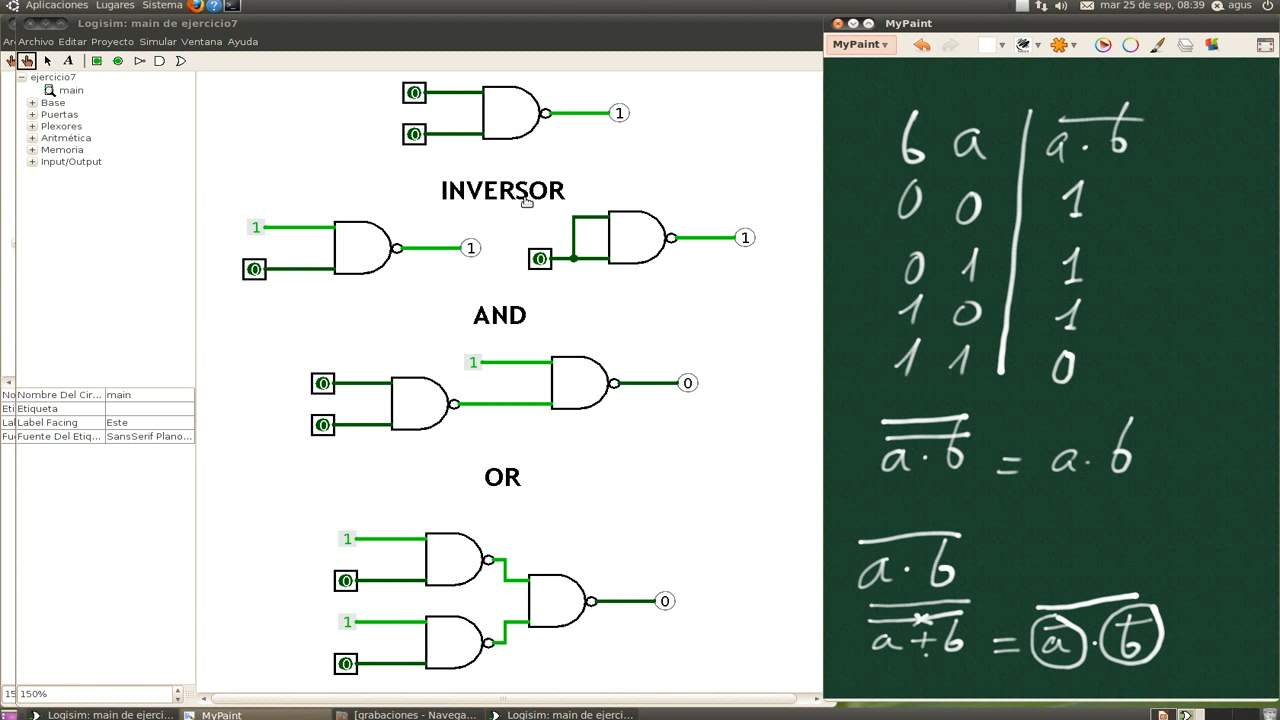 Aplicaciones Lugares Sistema mar 25 de sep, 08:39 agus
Logisim: main de ejercicio7
MyPaint
Archivo Editar Proyecto Simular Ventana Ayuda
MyPaint
A
ejercicio7
main
Base
Puertas
Plexores
Aritmética
Memoria
Input/Output
0
0
1
INVERSOR
1
0
1
0
1
AND
0
0
1
0
OR
1
0
1
0
0
Nombre Del Cir... main
Etiqueta
Label Facing Este
Fuente Del Etiq... SansSerif Plano...
150%
b a | a̅·̅b̅
0 0 | 1
0 1 | 1
1 0 | 1
1 1 | 0
a·b = a·b
a·b
a+b = a·b
Logisim: main de ejerci... MyPaint [grabaciones - Navega... Logisim: main de ejerci...